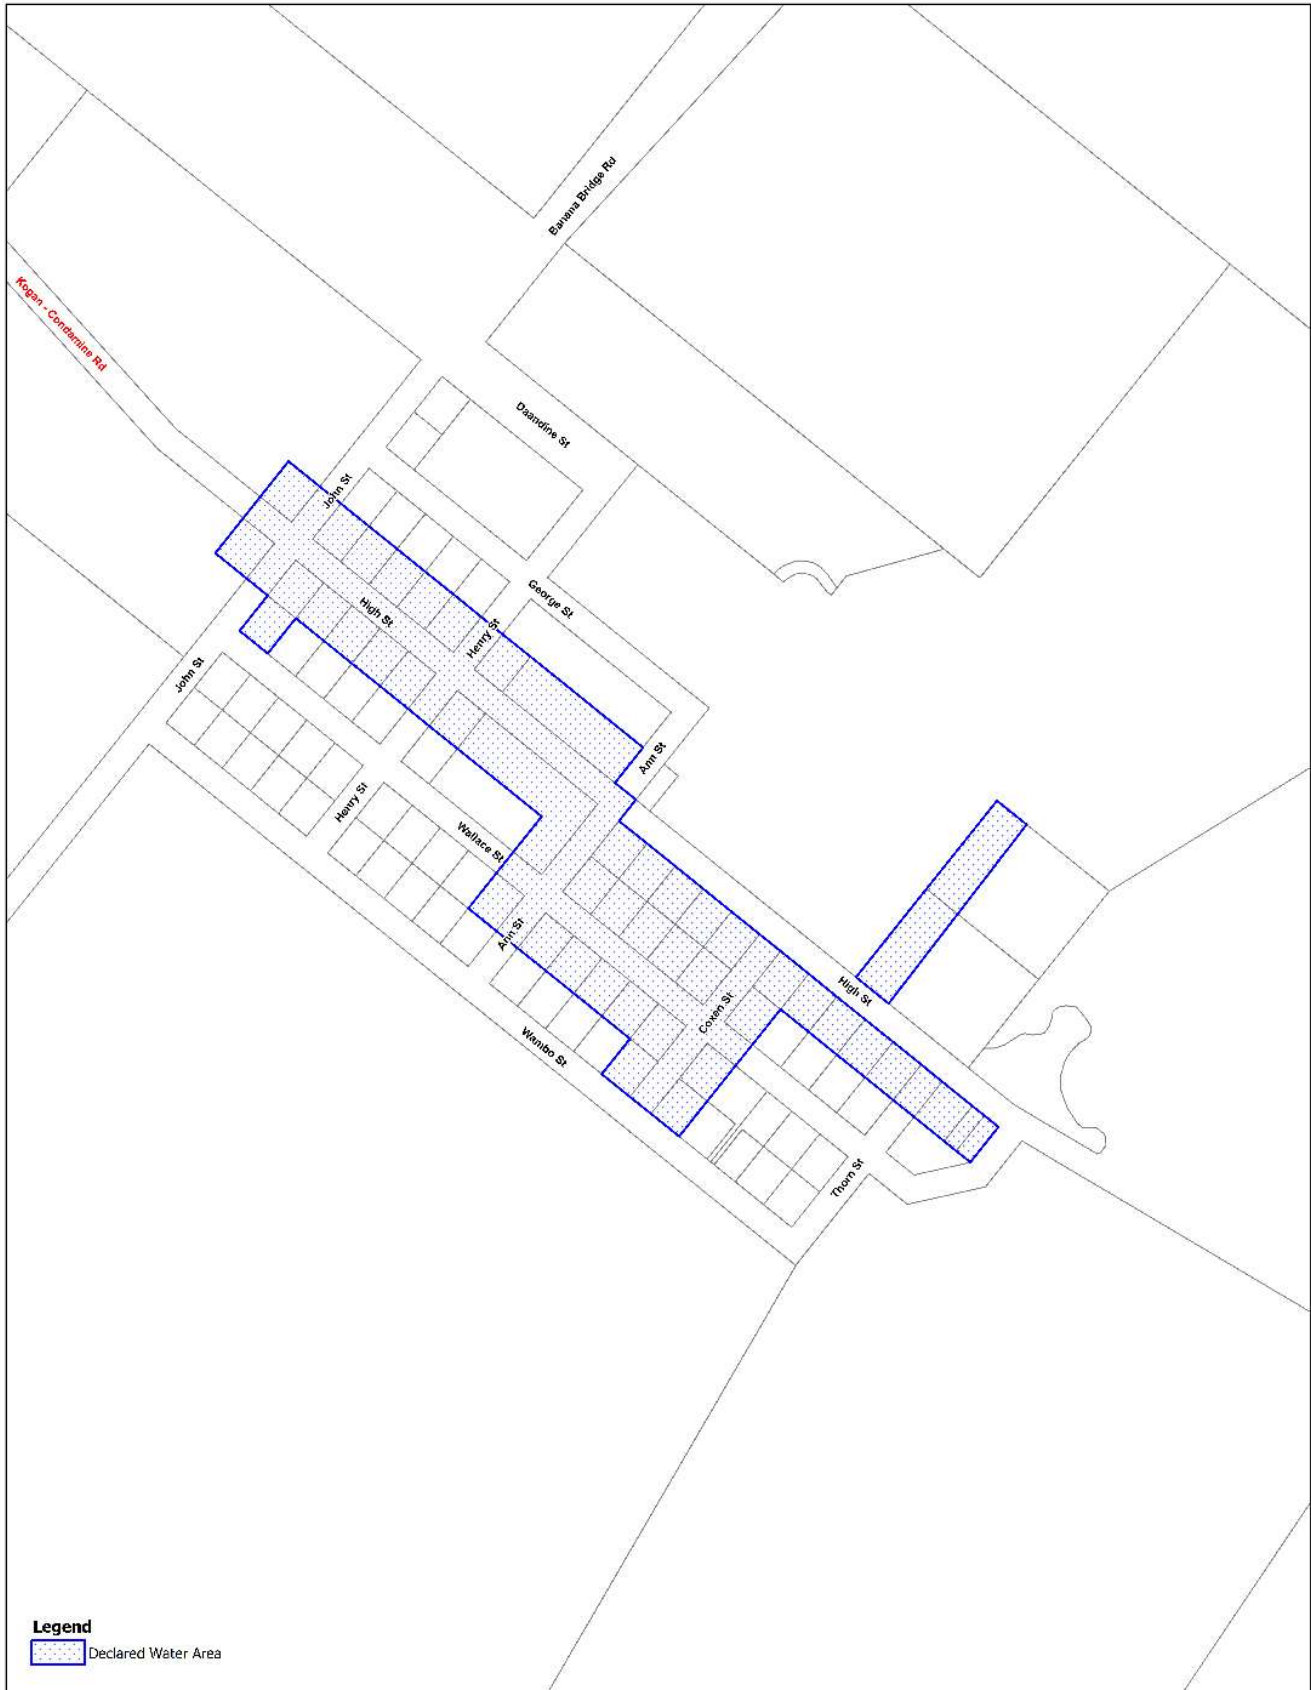 Banana Bridge Rd
Kogan - Condamine Rd
Daandine St
John St
George St
High St
Henry St
John St
Ann St
Henry St
Wallace St
Ann St
High St
Coxen St
Wambo St
Thorn St
Legend
Declared Water Area